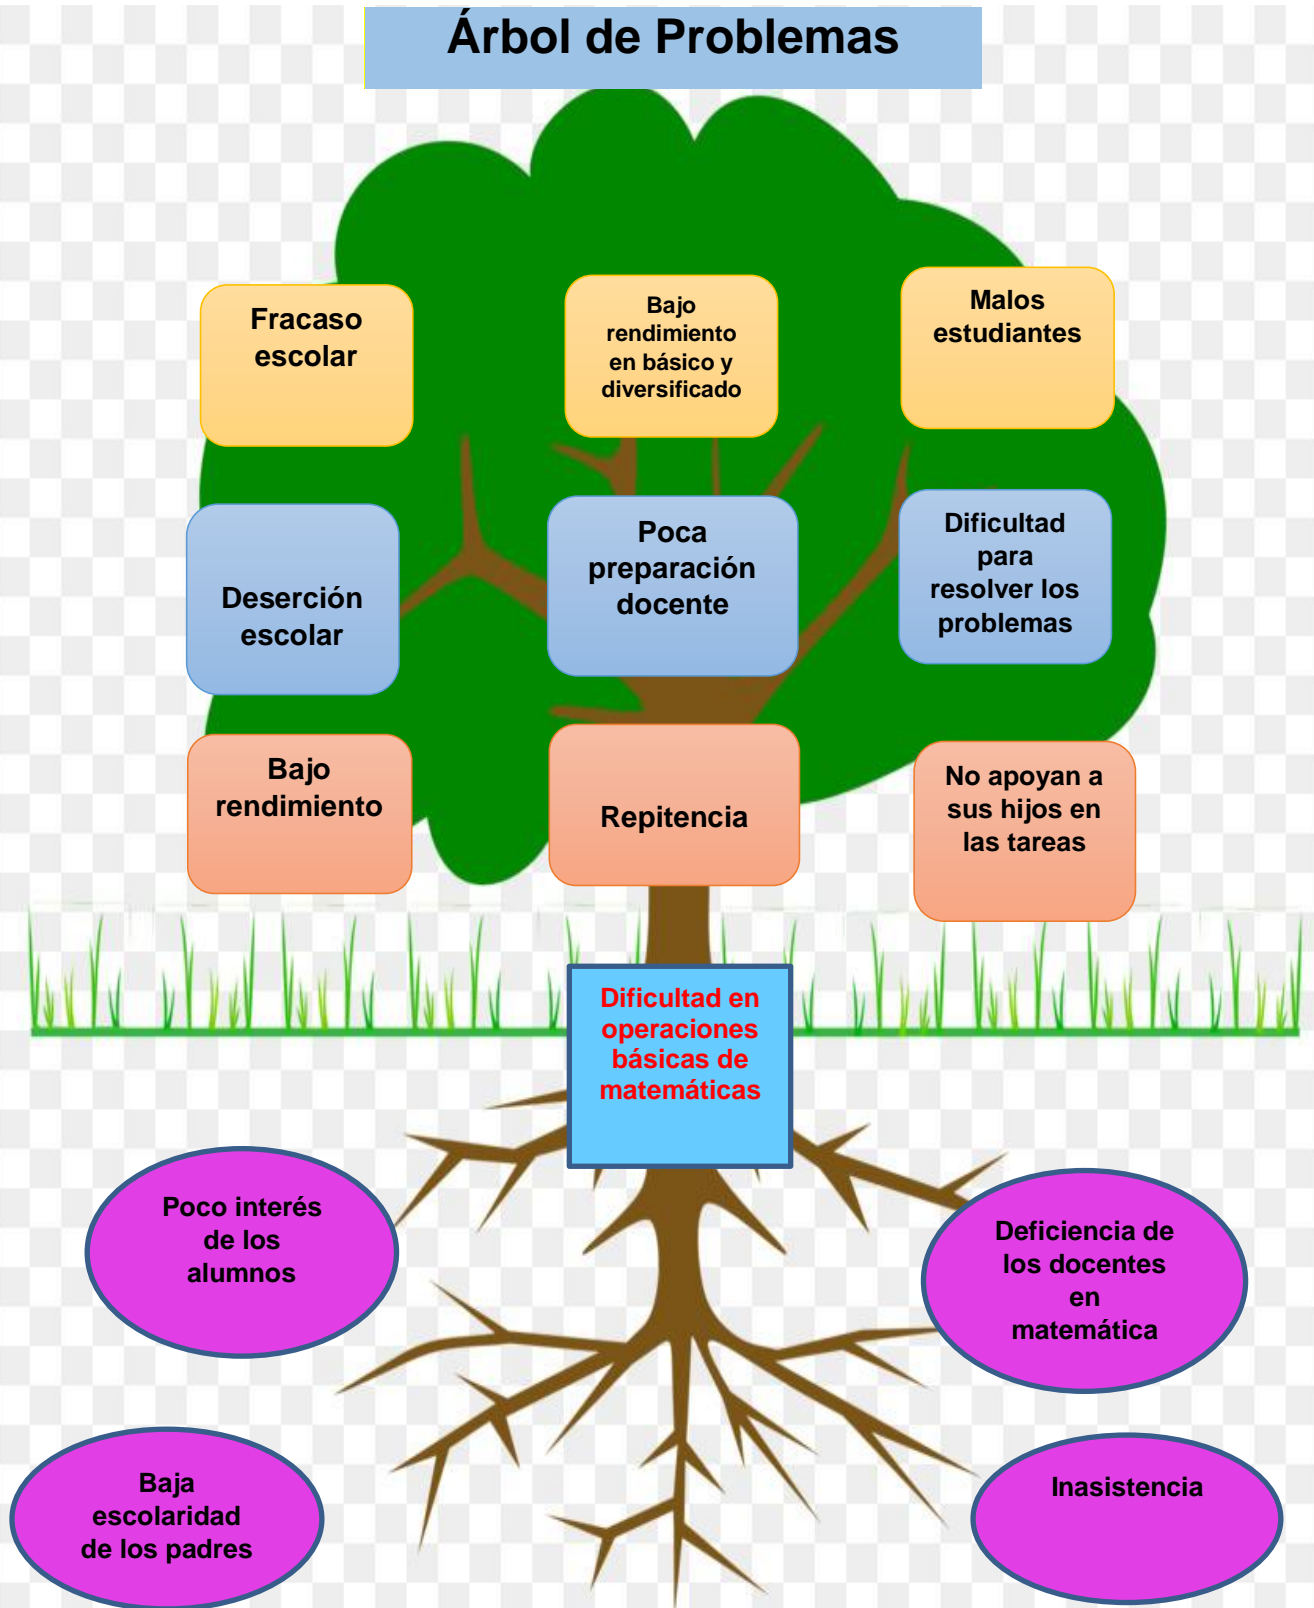 Árbol de Problemas
Fracaso
escolar
Bajo
rendimiento
en básico y
diversificado
Malos
estudiantes
Deserción
escolar
Poca
preparación
docente
Dificultad
para
resolver los
problemas
Bajo
rendimiento
Repitencia
No apoyan a
sus hijos en
las tareas
Dificultad en
operaciones
básicas de
matemáticas
Poco interés
de los
alumnos
Deficiencia de
los docentes
en
matemática
Baja
escolaridad
de los padres
Inasistencia